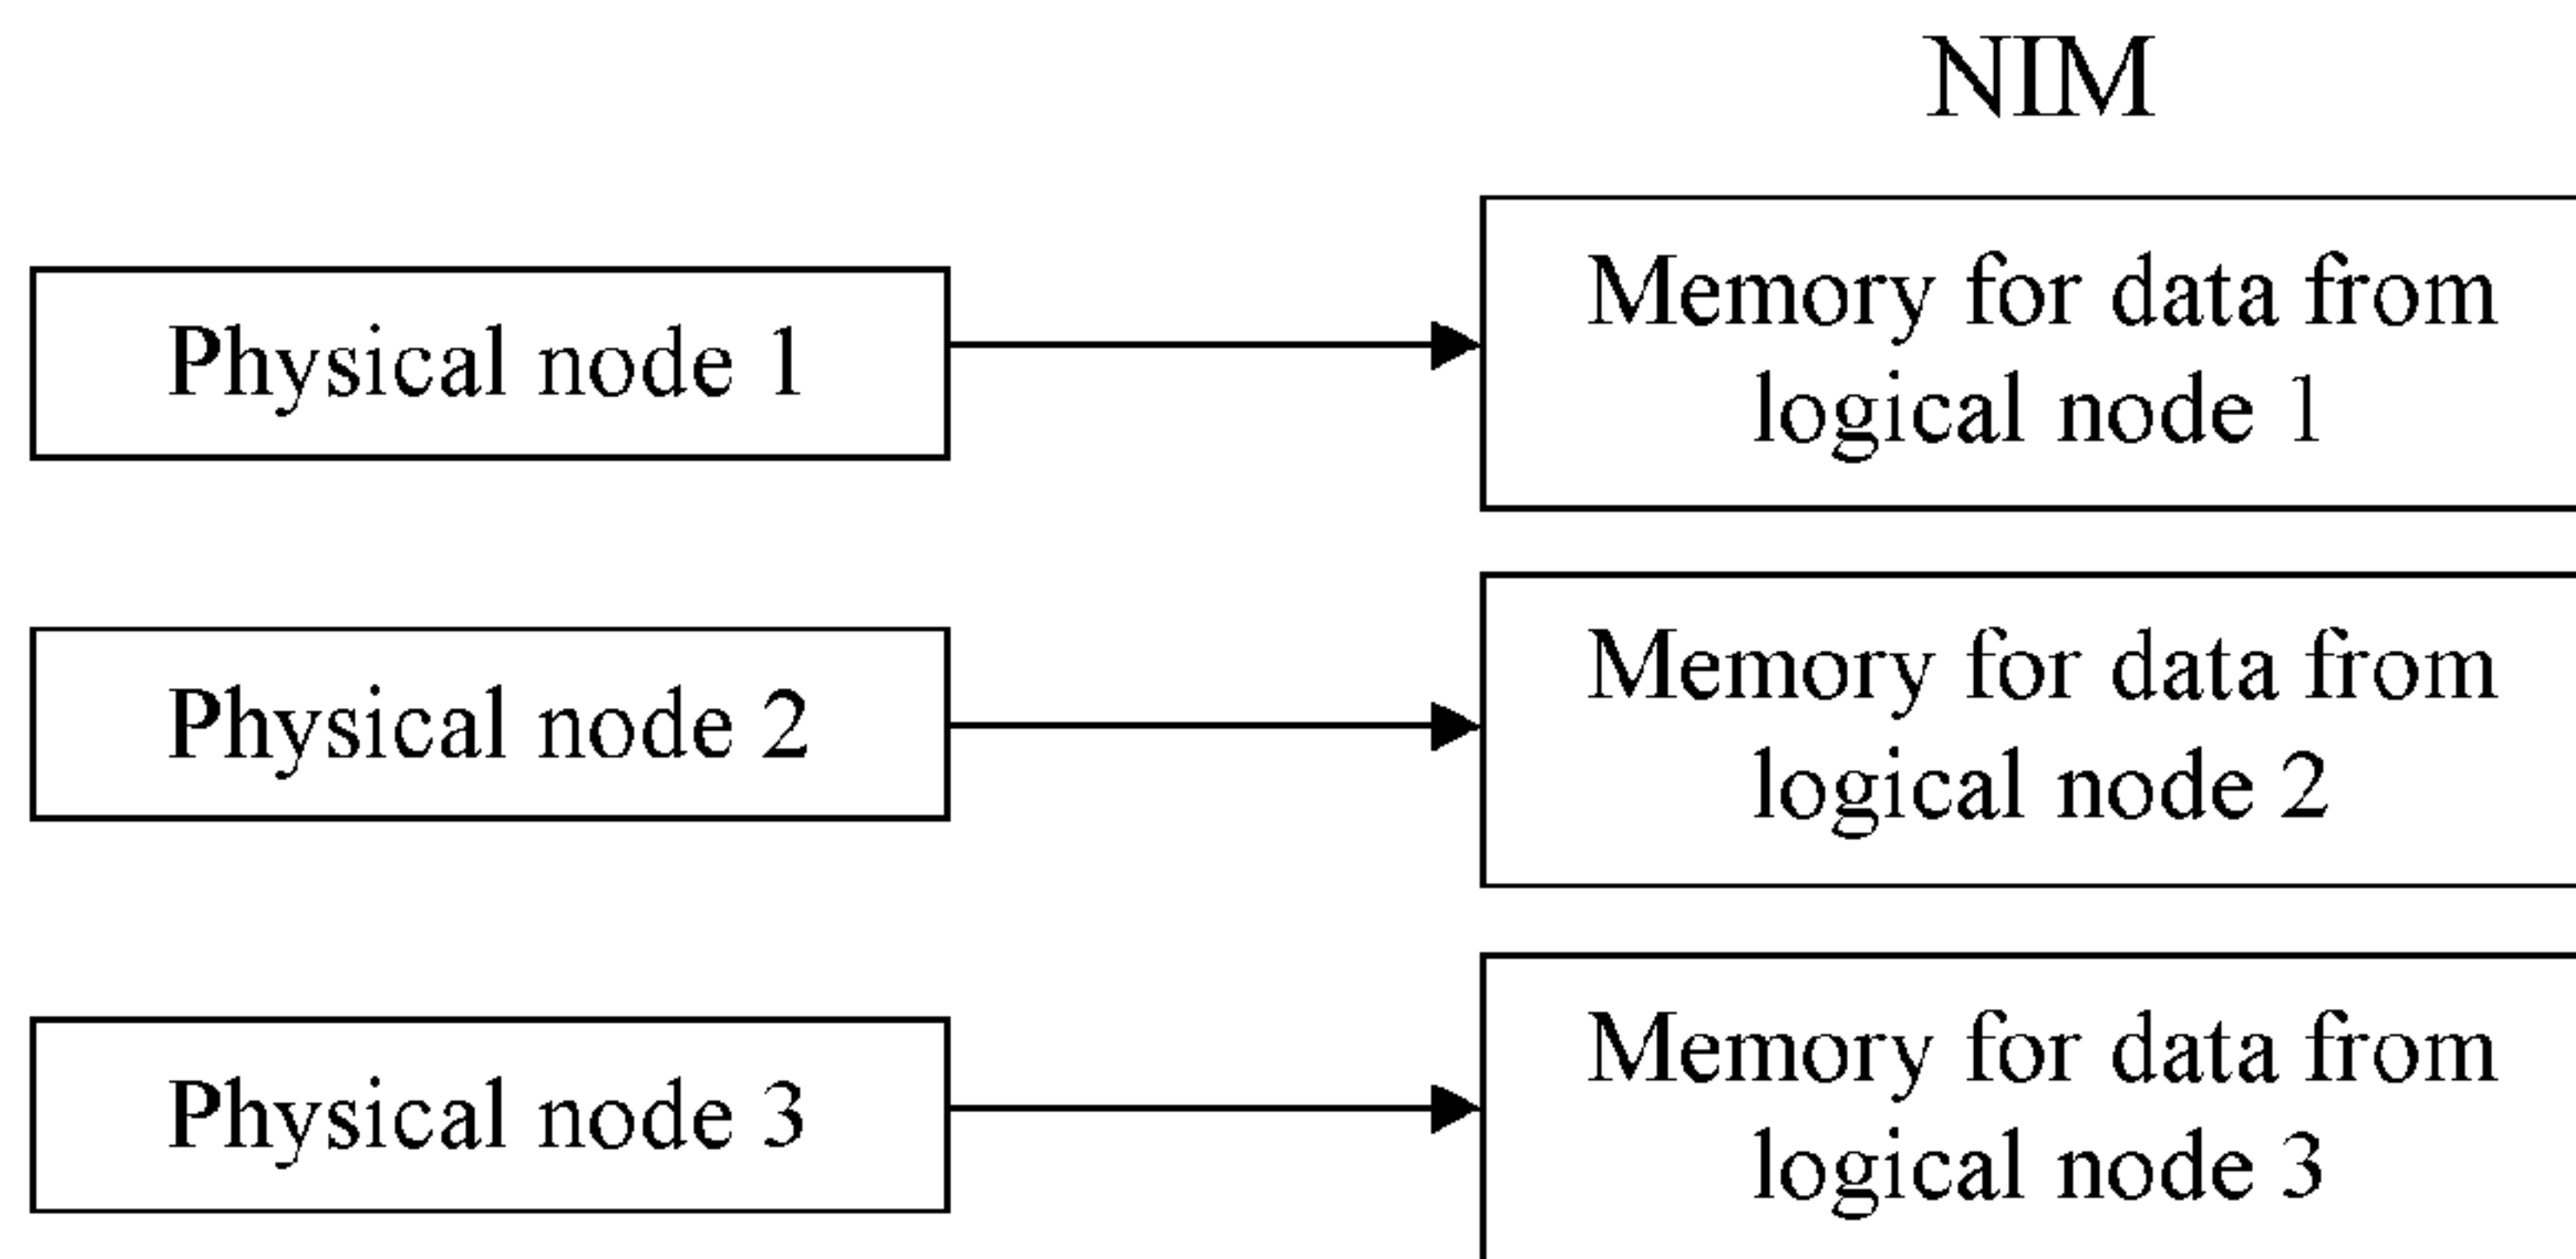 NIM
Physical node 1
Memory for data from
logical node 1
Physical node 2
Memory for data from
logical node 2
Physical node 3
Memory for data from
logical node 3